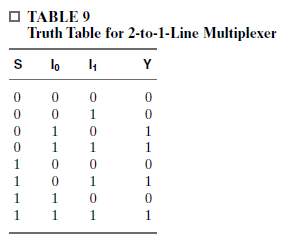 TABLE 9
Truth Table for 2-to-1-Line Multiplexer
S I₀ I₁ Y
0 0 0 0
0 0 1 0
0 1 0 1
0 1 1 1
1 0 0 0
1 0 1 1
1 1 0 0
1 1 1 1